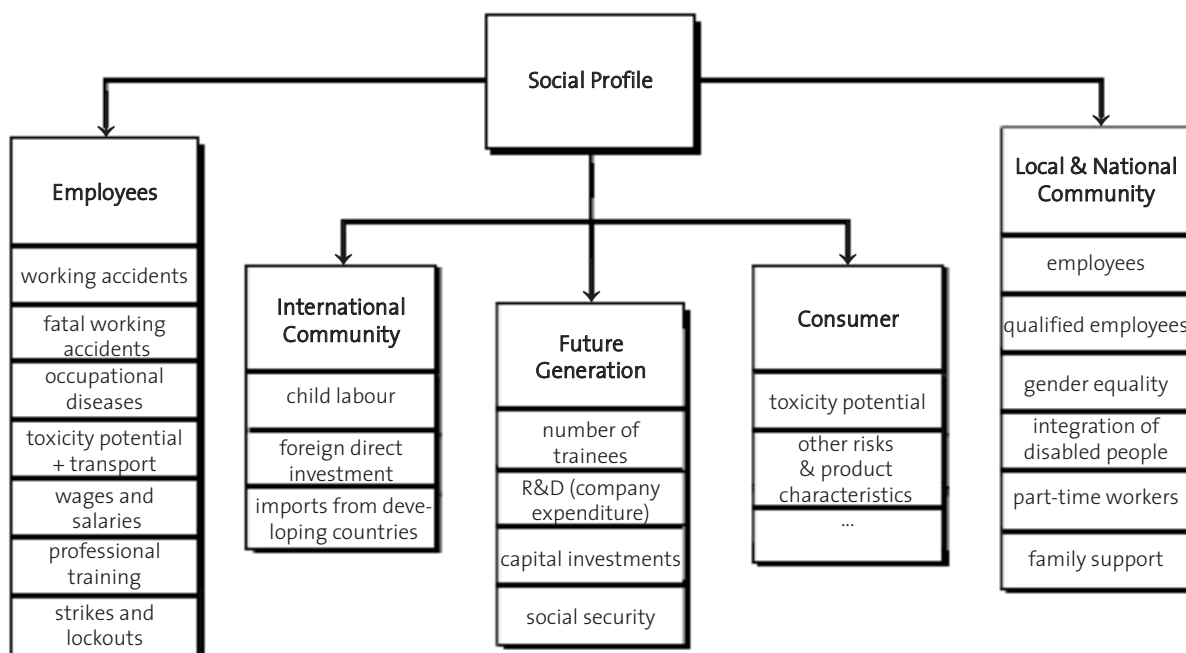 Social Profile
Employees
working accidents
fatal working
accidents
occupational
diseases
toxicity potential
+ transport
wages and
salaries
professional
training
strikes and
lockouts
International
Community
child labour
foreign direct
investment
imports from deve-
loping countries
Future
Generation
number of
trainees
R&D (company
expenditure)
capital investments
social security
Consumer
toxicity potential
other risks
& product
characteristics
...
Local & National
Community
employees
qualified employees
gender equality
integration of
disabled people
part-time workers
family support